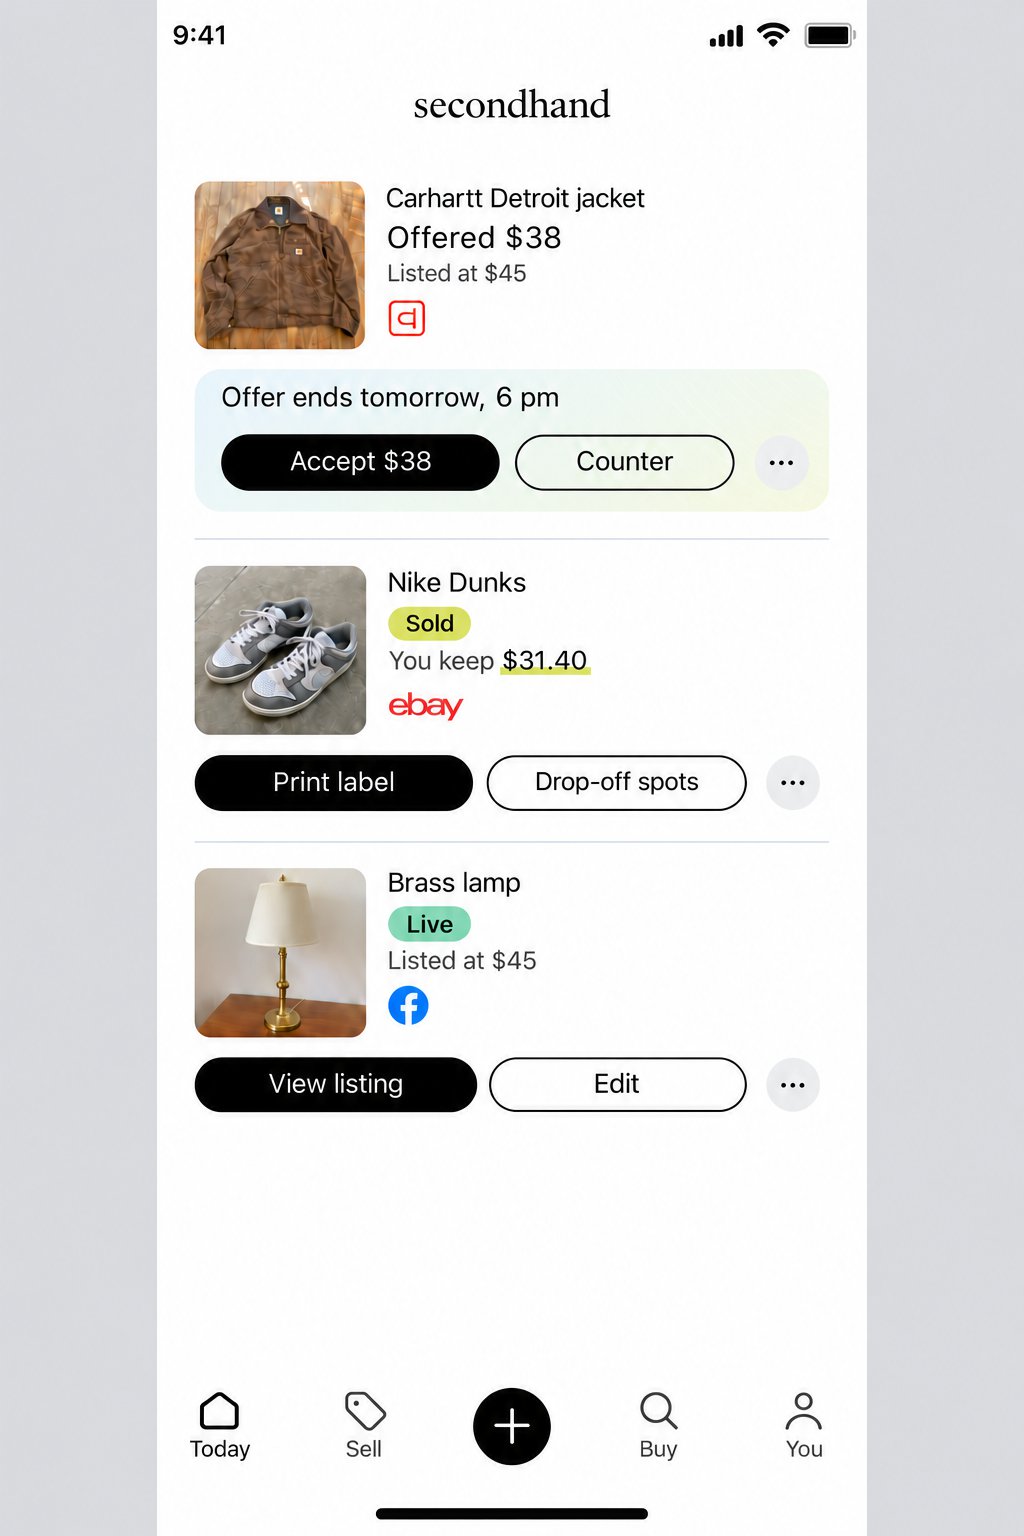 9:41
secondhand
Carhartt Detroit jacket
Offered $38
Listed at $45
Offer ends tomorrow, 6 pm
Accept $38
Counter
Nike Dunks
Sold
You keep $31.40
ebay
Print label
Drop-off spots
Brass lamp
Live
Listed at $45
View listing
Edit
Today
Sell
Buy
You